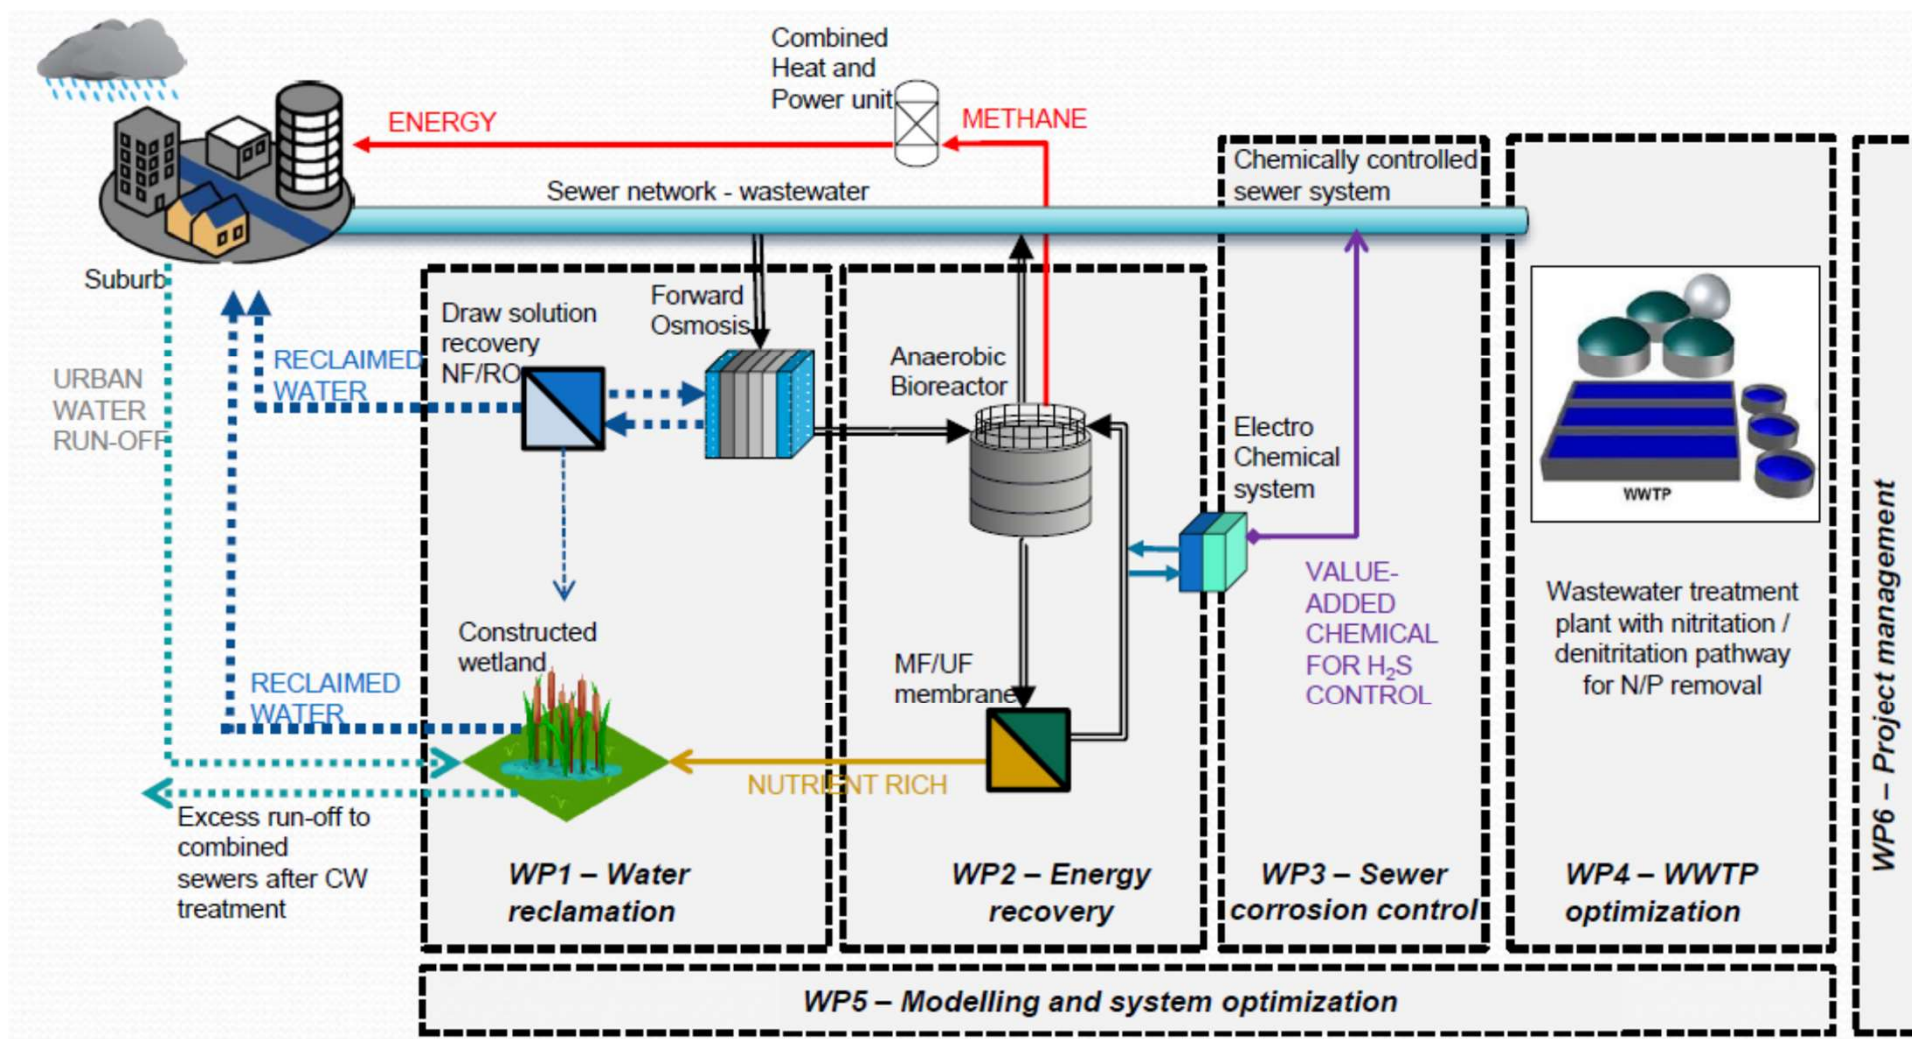 Combined
Heat and
Power unit
ENERGY
METHANE
Sewer network - wastewater
Chemically controlled
sewer system
Suburb
URBAN
WATER
RUN-OFF
RECLAIMED
WATER
Draw solution
recovery
NF/RO
Forward
Osmosis
Anaerobic
Bioreactor
Electro
Chemical
system
WWTP
VALUE-
ADDED
CHEMICAL
FOR H₂S
CONTROL
Wastewater treatment
plant with nitritation /
denitritation pathway
for N/P removal
Constructed
wetland
MF/UF
membrane
RECLAIMED
WATER
NUTRIENT RICH
Excess run-off to
combined
sewers after CW
treatment
WP1 – Water
reclamation
WP2 – Energy
recovery
WP3 – Sewer
corrosion control
WP4 – WWTP
optimization
WP5 – Modelling and system optimization
WP6 – Project management